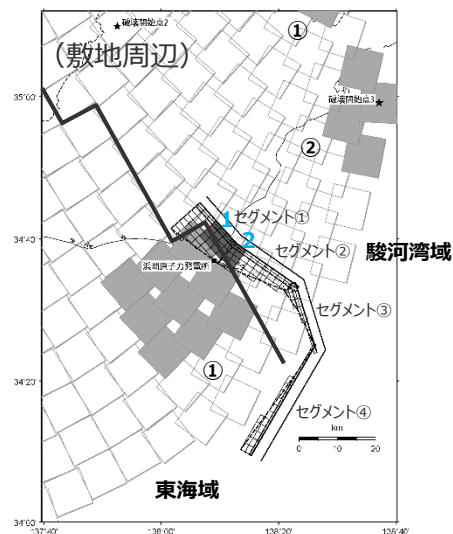 （敷地周辺）
★破壊開始点2
①
35°00'
破壊開始点3★
②
1
セグメント①
2
34°40'
セグメント②
駿河湾域
浜岡原子力発電所
セグメント③
①
34°20'
セグメント④
km
0 10 20
東海域
34°00'
137°40'
138°00'
138°20'
138°40'